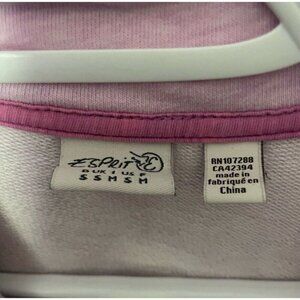 ESPRIT
D UK I US F
S S M S M
RN107288
CA42394
made in
fabriqué en
China